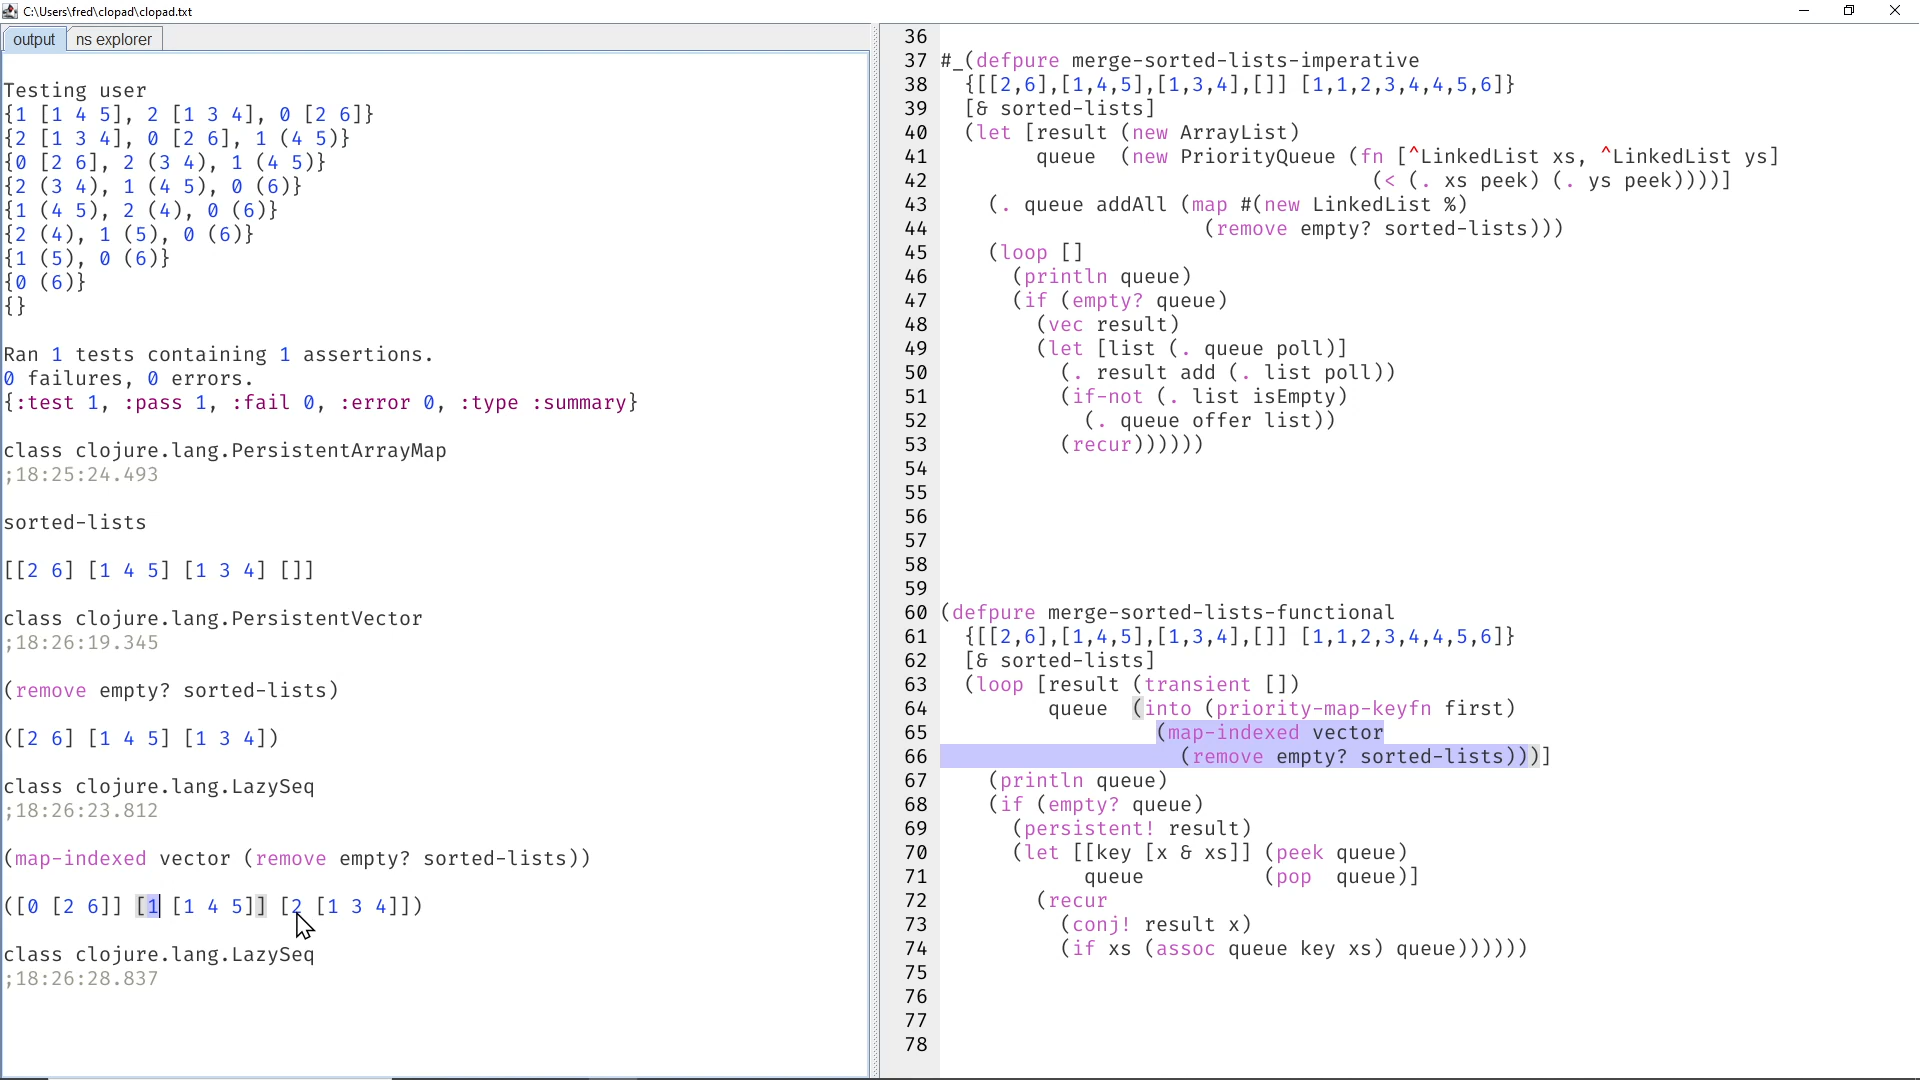 C:\Users\fred\clopad\clopad.txt
output
ns explorer
Testing user
{1 [1 4 5], 2 [1 3 4], 0 [2 6]}
{2 [1 3 4], 0 [2 6], 1 (4 5)}
{0 [2 6], 2 (3 4), 1 (4 5)}
{2 (3 4), 1 (4 5), 0 (6)}
{1 (4 5), 2 (4), 0 (6)}
{2 (4), 1 (5), 0 (6)}
{1 (5), 0 (6)}
{0 (6)}
{}
Ran 1 tests containing 1 assertions.
0 failures, 0 errors.
{:test 1, :pass 1, :fail 0, :error 0, :type :summary}
class clojure.lang.PersistentArrayMap
;18:25:24.493
sorted-lists
[[2 6] [1 4 5] [1 3 4] []]
class clojure.lang.PersistentVector
;18:26:19.345
(remove empty? sorted-lists)
([2 6] [1 4 5] [1 3 4])
class clojure.lang.LazySeq
;18:26:23.812
(map-indexed vector (remove empty? sorted-lists))
([0 [2 6]] [1 [1 4 5]] [2 [1 3 4]])
class clojure.lang.LazySeq
;18:26:28.837
36
37 #_(defpure merge-sorted-lists-imperative
38   {[[2,6],[1,4,5],[1,3,4],[]] [1,1,2,3,4,4,5,6]}
39   [& sorted-lists]
40   (let [result (new ArrayList)
41         queue  (new PriorityQueue (fn [^LinkedList xs, ^LinkedList ys]
42                                     (< (. xs peek) (. ys peek))))]
43     (. queue addAll (map #(new LinkedList %)
44                       (remove empty? sorted-lists)))
45     (loop []
46       (println queue)
47       (if (empty? queue)
48         (vec result)
49         (let [list (. queue poll)]
50           (. result add (. list poll))
51           (if-not (. list isEmpty)
52             (. queue offer list))
53           (recur))))))
54
55
56
57
58
59
60 (defpure merge-sorted-lists-functional
61   {[[2,6],[1,4,5],[1,3,4],[]] [1,1,2,3,4,4,5,6]}
62   [& sorted-lists]
63   (loop [result (transient [])
64          queue  (into (priority-map-keyfn first)
65                   (map-indexed vector
66                     (remove empty? sorted-lists)))]
67     (println queue)
68     (if (empty? queue)
69       (persistent! result)
70       (let [[key [x & xs]] (peek queue)
71             queue          (pop  queue)]
72         (recur
73           (conj! result x)
74           (if xs (assoc queue key xs) queue))))))
75
76
77
78